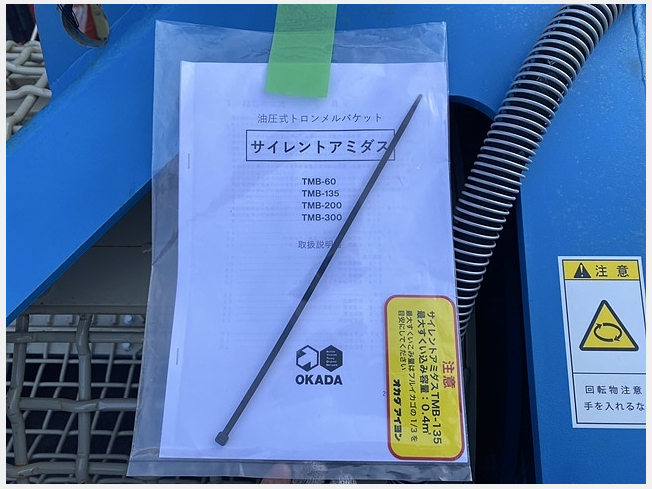 油圧式トロンメルバケット
サイレントアミダス
TMB-60
TMB-135
TMB-200
TMB-300
取扱説明
OKADA
注意
サイレントアミダスTMB-135
最大すくい込み容量：0.4㎥
最大すくいこみ量はフルイカゴの1/3を
目安にしてください
オカダアイヨン
注意
回転物注意
手を入れるな